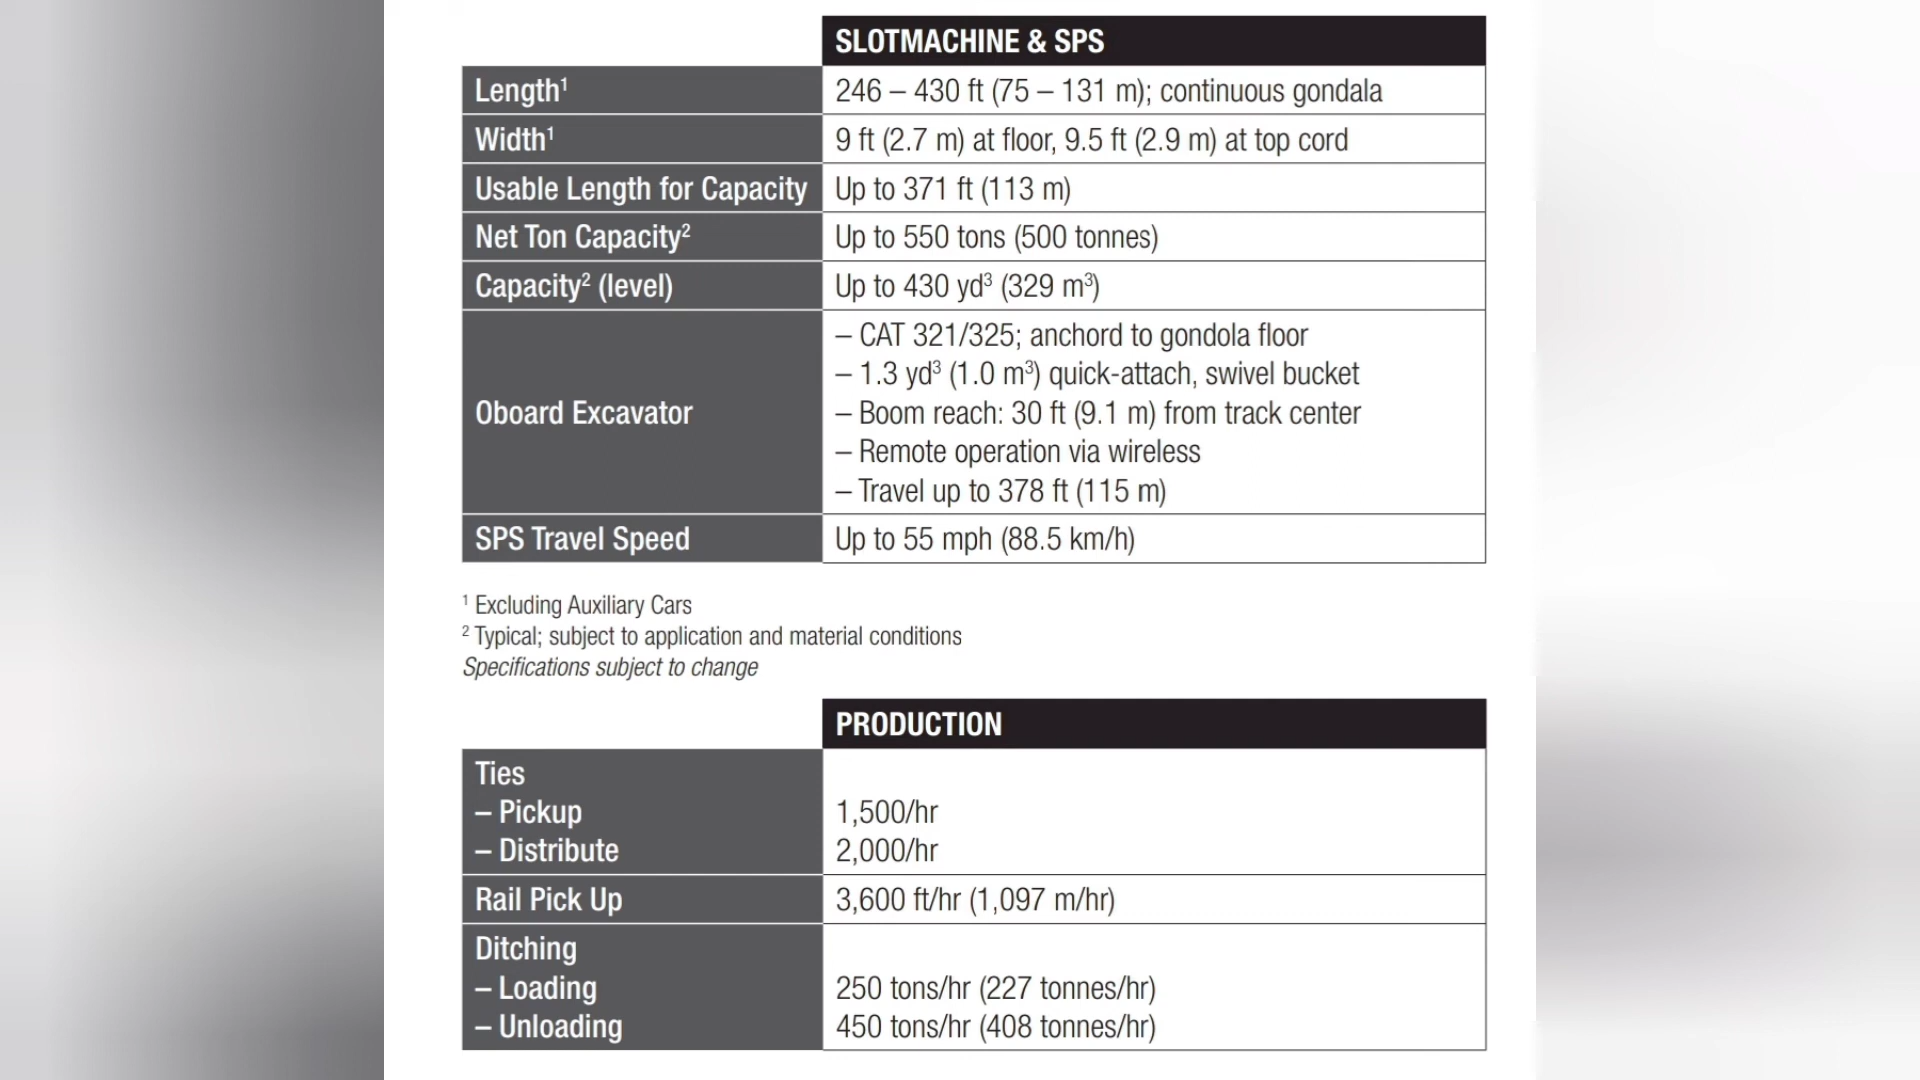 SLOTMACHINE & SPS
Length¹ 246 – 430 ft (75 – 131 m); continuous gondala
Width¹ 9 ft (2.7 m) at floor, 9.5 ft (2.9 m) at top cord
Usable Length for Capacity Up to 371 ft (113 m)
Net Ton Capacity² Up to 550 tons (500 tonnes)
Capacity² (level) Up to 430 yd³ (329 m³)
Oboard Excavator
– CAT 321/325; anchord to gondola floor
– 1.3 yd³ (1.0 m³) quick-attach, swivel bucket
– Boom reach: 30 ft (9.1 m) from track center
– Remote operation via wireless
– Travel up to 378 ft (115 m)
SPS Travel Speed Up to 55 mph (88.5 km/h)
¹ Excluding Auxiliary Cars
² Typical; subject to application and material conditions
Specifications subject to change
PRODUCTION
Ties
– Pickup 1,500/hr
– Distribute 2,000/hr
Rail Pick Up 3,600 ft/hr (1,097 m/hr)
Ditching
– Loading 250 tons/hr (227 tonnes/hr)
– Unloading 450 tons/hr (408 tonnes/hr)